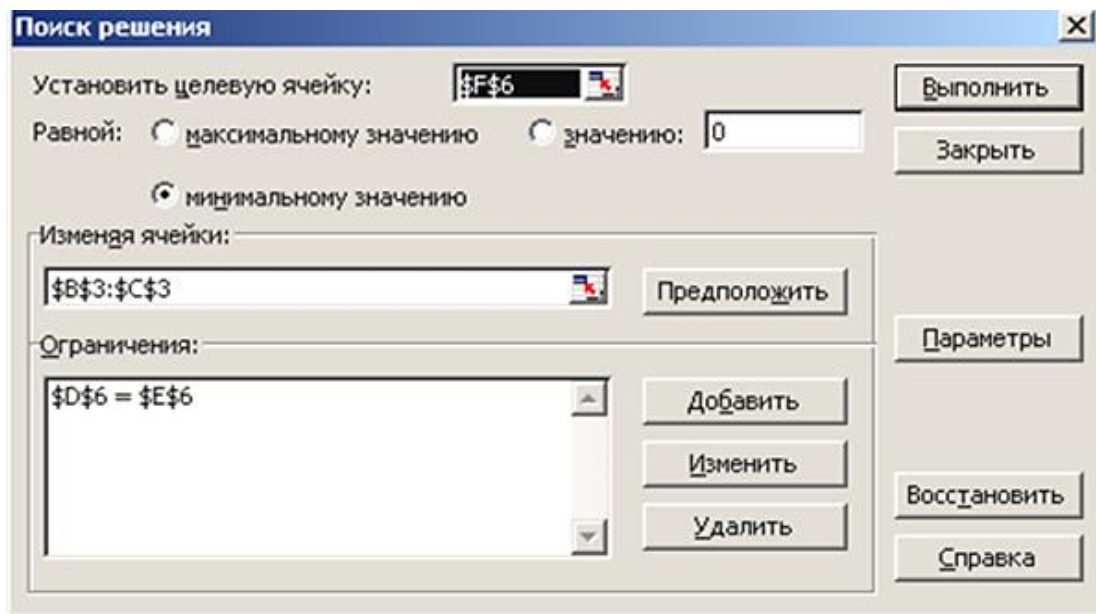 Поиск решения
Установить целевую ячейку: $F$6
Выполнить
Равной: максимальному значению значению: 0
Закрыть
минимальному значению
Изменяя ячейки:
$B$3:$C$3
Предположить
Ограничения:
Параметры
$D$6 = $E$6
Добавить
Изменить
Восстановить
Удалить
Справка